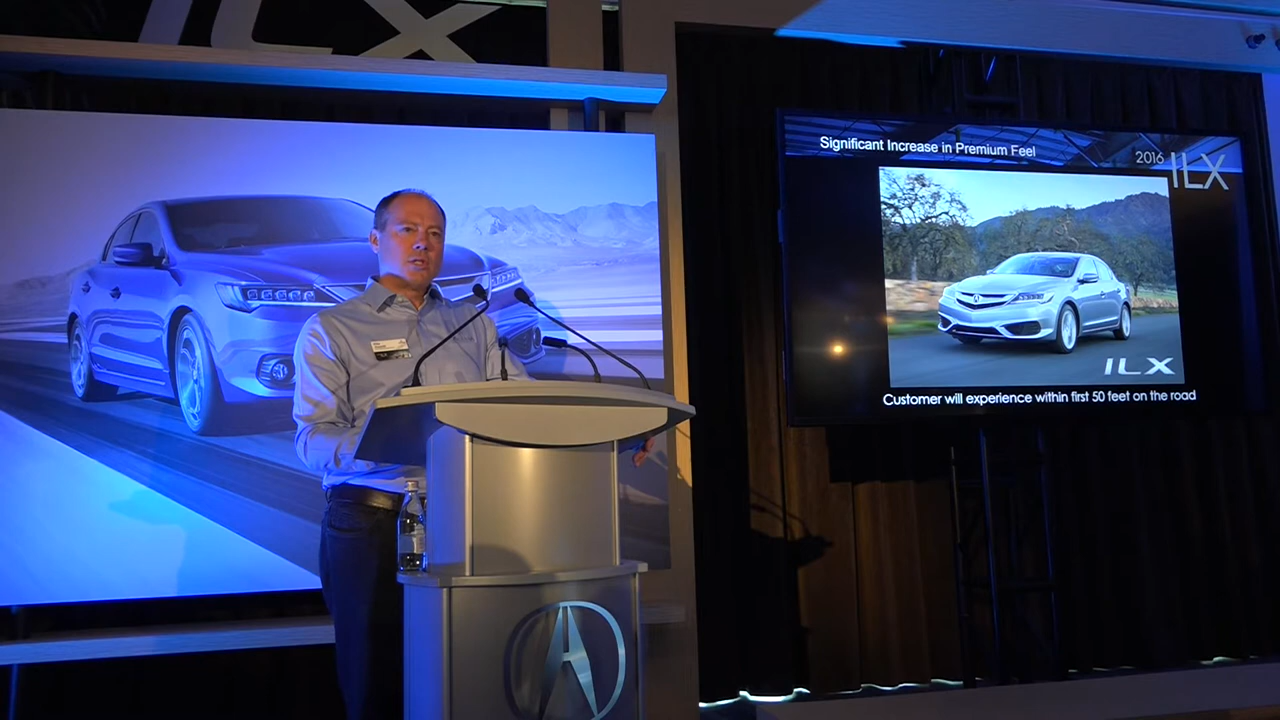 ILX
Significant Increase in Premium Feel
2016 ILX
ILX
Customer will experience within first 50 feet on the road